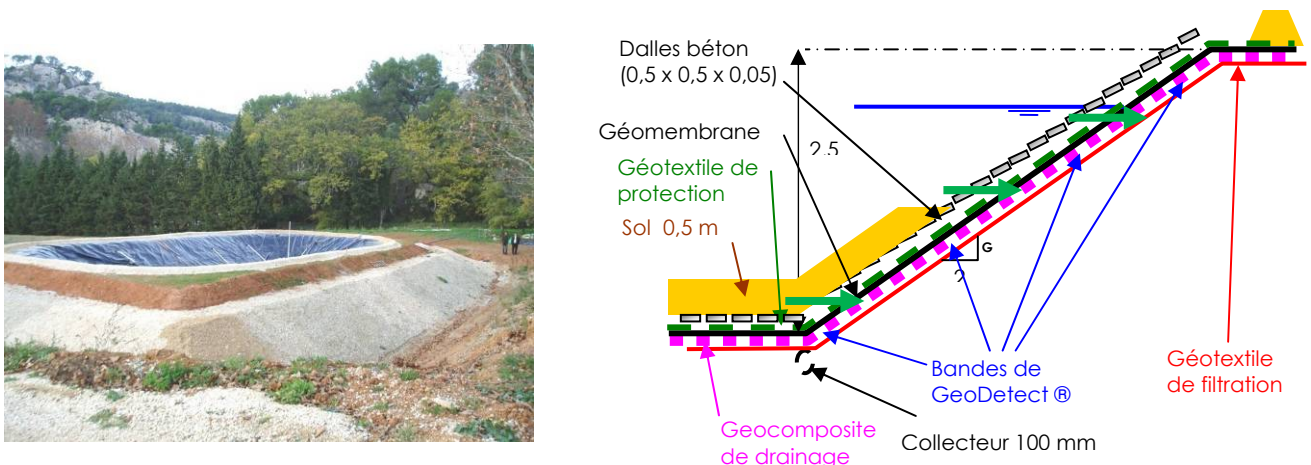 Dalles béton
(0,5 x 0,5 x 0,05)
Géomembrane
2.5
Géotextile de
protection
Sol 0,5 m
G
Bandes de
GeoDetect ®
Géotextile
de filtration
Geocomposite
de drainage
Collecteur 100 mm